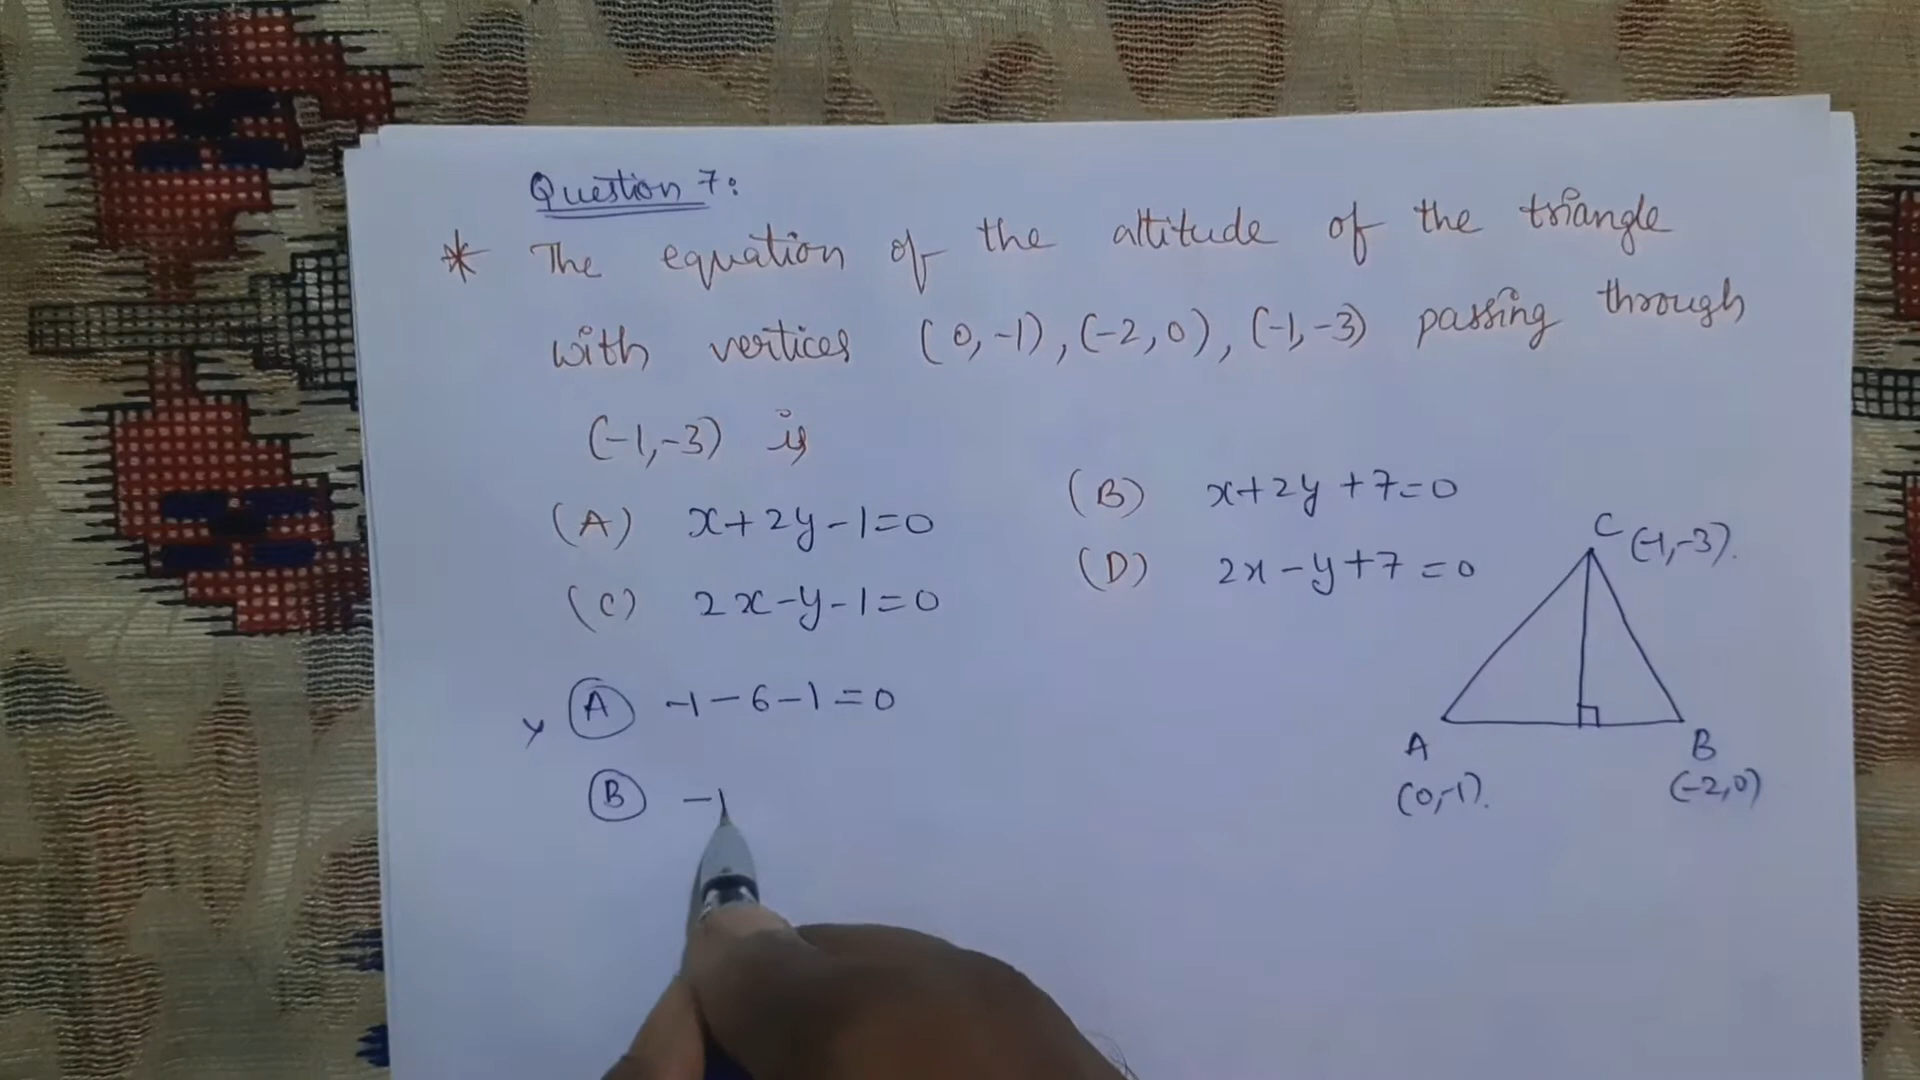 Question 7:
* The equation of the altitude of the triangle
with vertices (0,-1), (-2,0), (-1,-3) passing through
(-1,-3) is
(A) x+2y-1=0 (B) x+2y+7=0
(C) 2x-y-1=0 (D) 2x-y+7=0
C (-1,-3).
x (A) -1-6-1=0
A B
(0,-1). (-2,0)
(B) -1